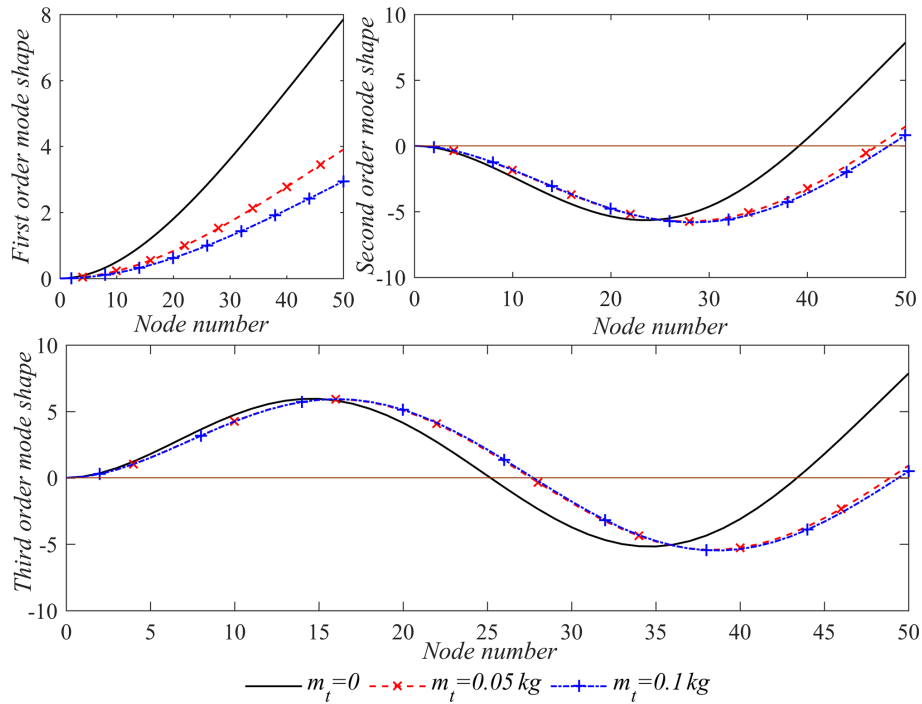 First order mode shape
8
6
4
2
0
0 10 20 30 40 50
Node number
Second order mode shape
10
5
0
-5
-10
0 10 20 30 40 50
Node number
Third order mode shape
10
5
0
-5
-10
0 5 10 15 20 25 30 35 40 45 50
Node number
m_t=0 m_t=0.05 kg m_t=0.1 kg